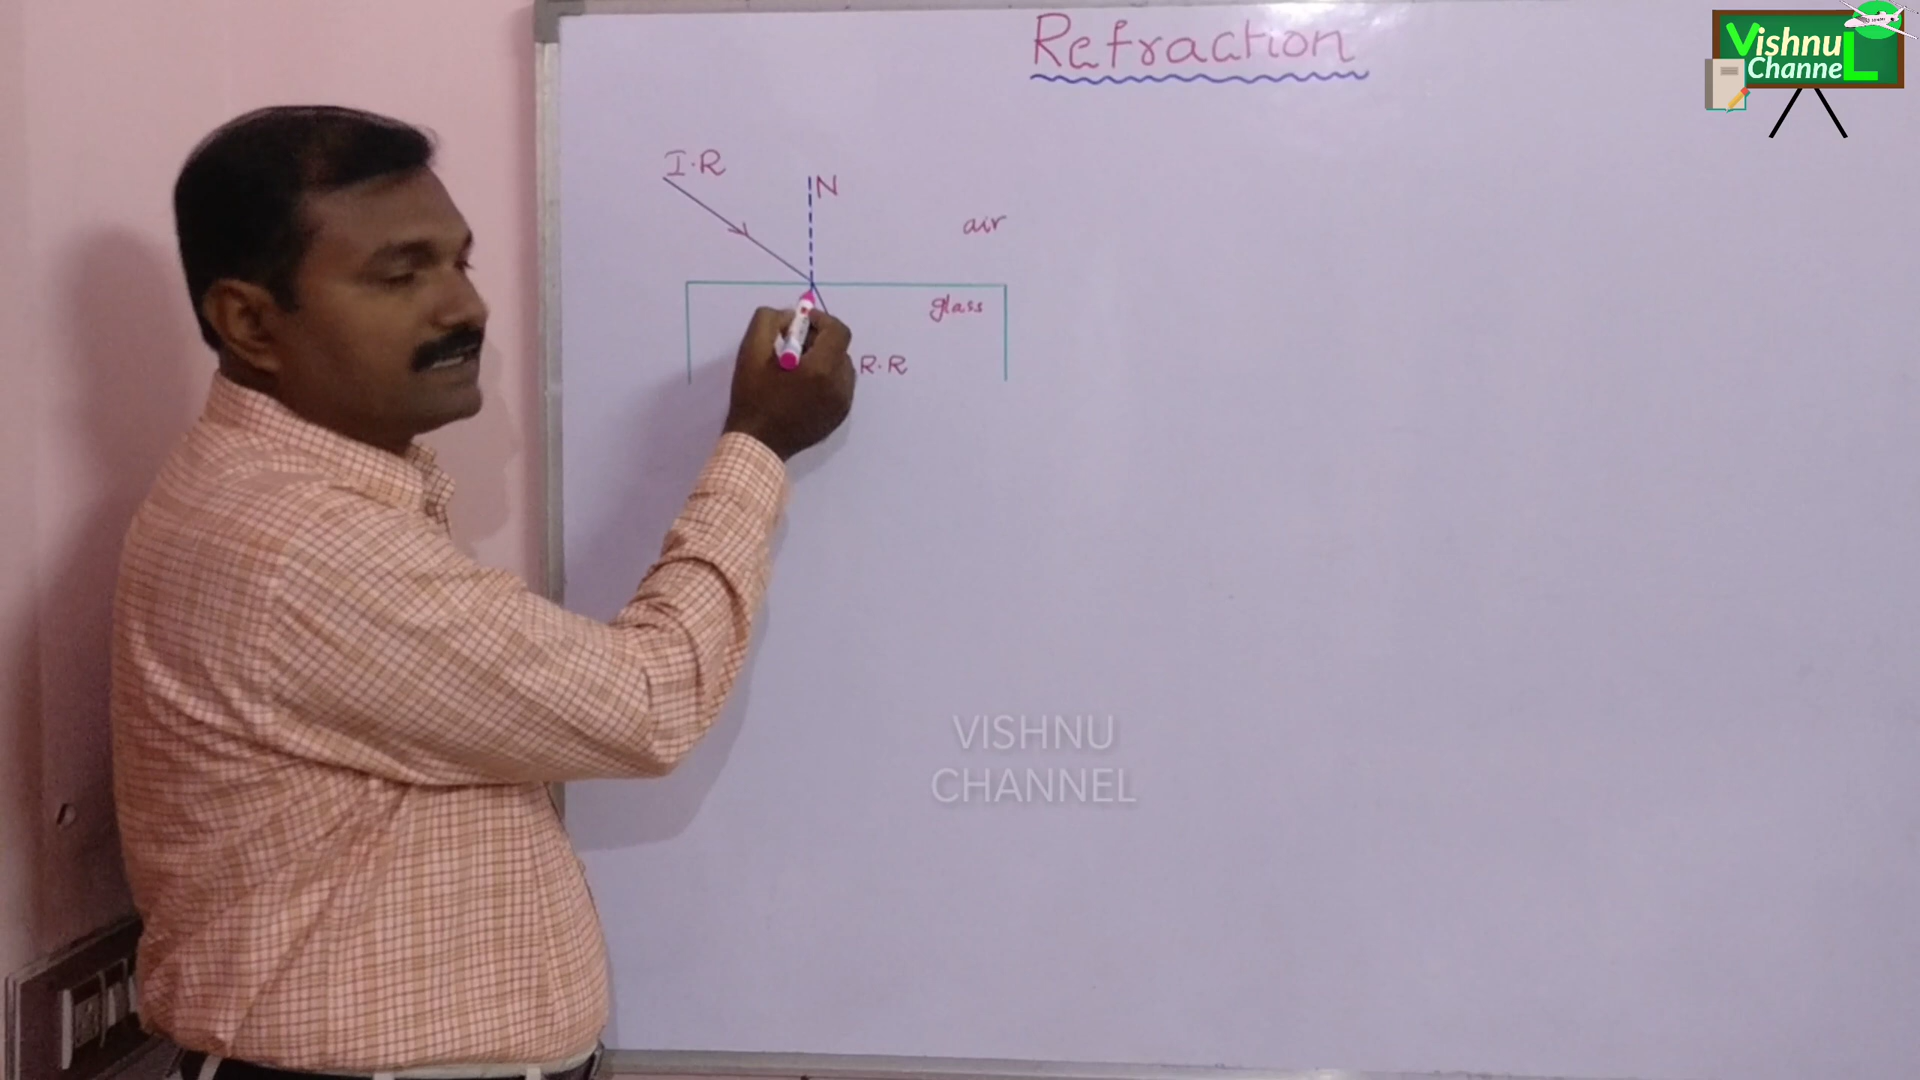 Refraction
Vishnu
ChanneL
I.R
N
air
glass
R.R
VISHNU
CHANNEL